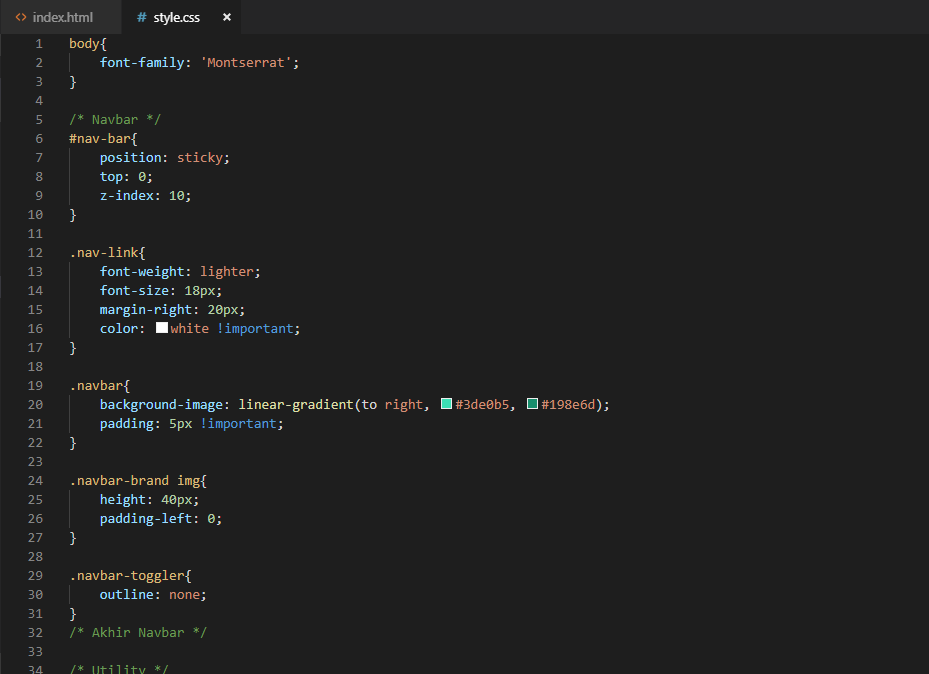 index.html
# style.css ×
1 body{
2     font-family: 'Montserrat';
3 }
4
5 /* Navbar */
6 #nav-bar{
7     position: sticky;
8     top: 0;
9     z-index: 10;
10 }
11
12 .nav-link{
13     font-weight: lighter;
14     font-size: 18px;
15     margin-right: 20px;
16     color: white !important;
17 }
18
19 .navbar{
20     background-image: linear-gradient(to right, #3de0b5, #198e6d);
21     padding: 5px !important;
22 }
23
24 .navbar-brand img{
25     height: 40px;
26     padding-left: 0;
27 }
28
29 .navbar-toggler{
30     outline: none;
31 }
32 /* Akhir Navbar */
33
34 /* Utility */